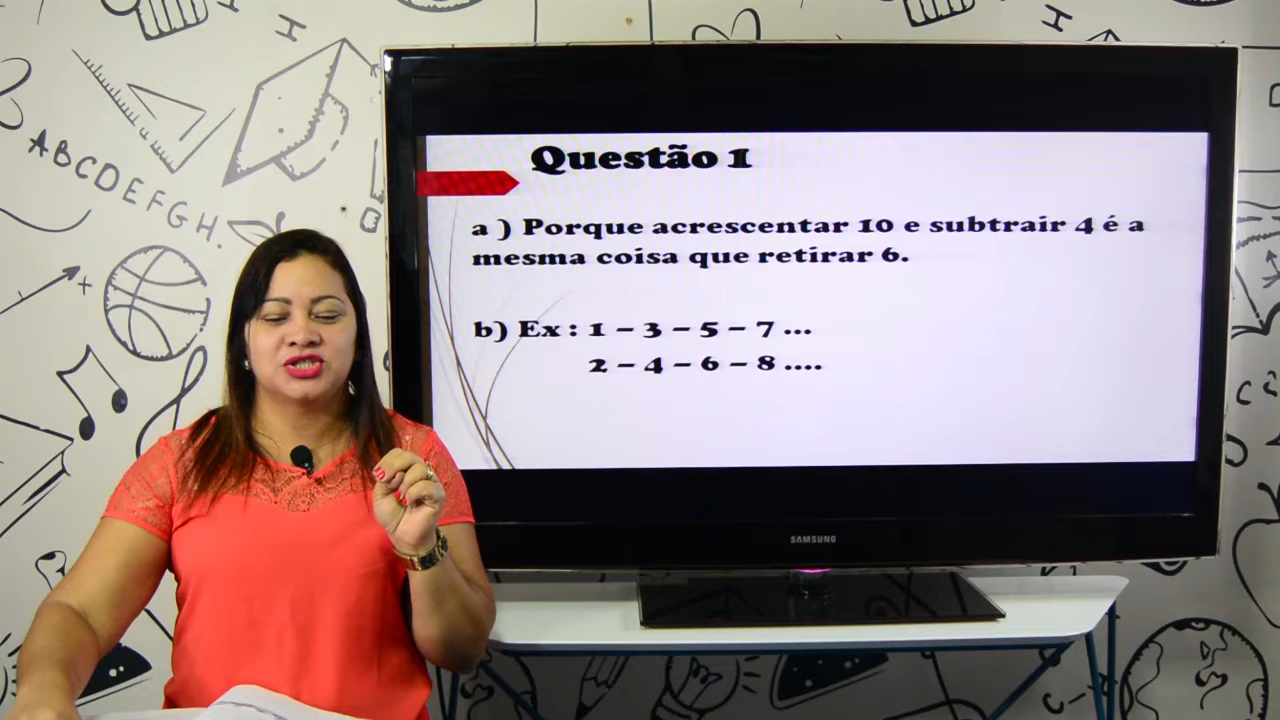 Questão 1
a ) Porque acrescentar 10 e subtrair 4 é a
mesma coisa que retirar 6.
b) Ex : 1 – 3 – 5 – 7 ...
2 – 4 – 6 – 8 ....
SAMSUNG
ABCDEFGH.